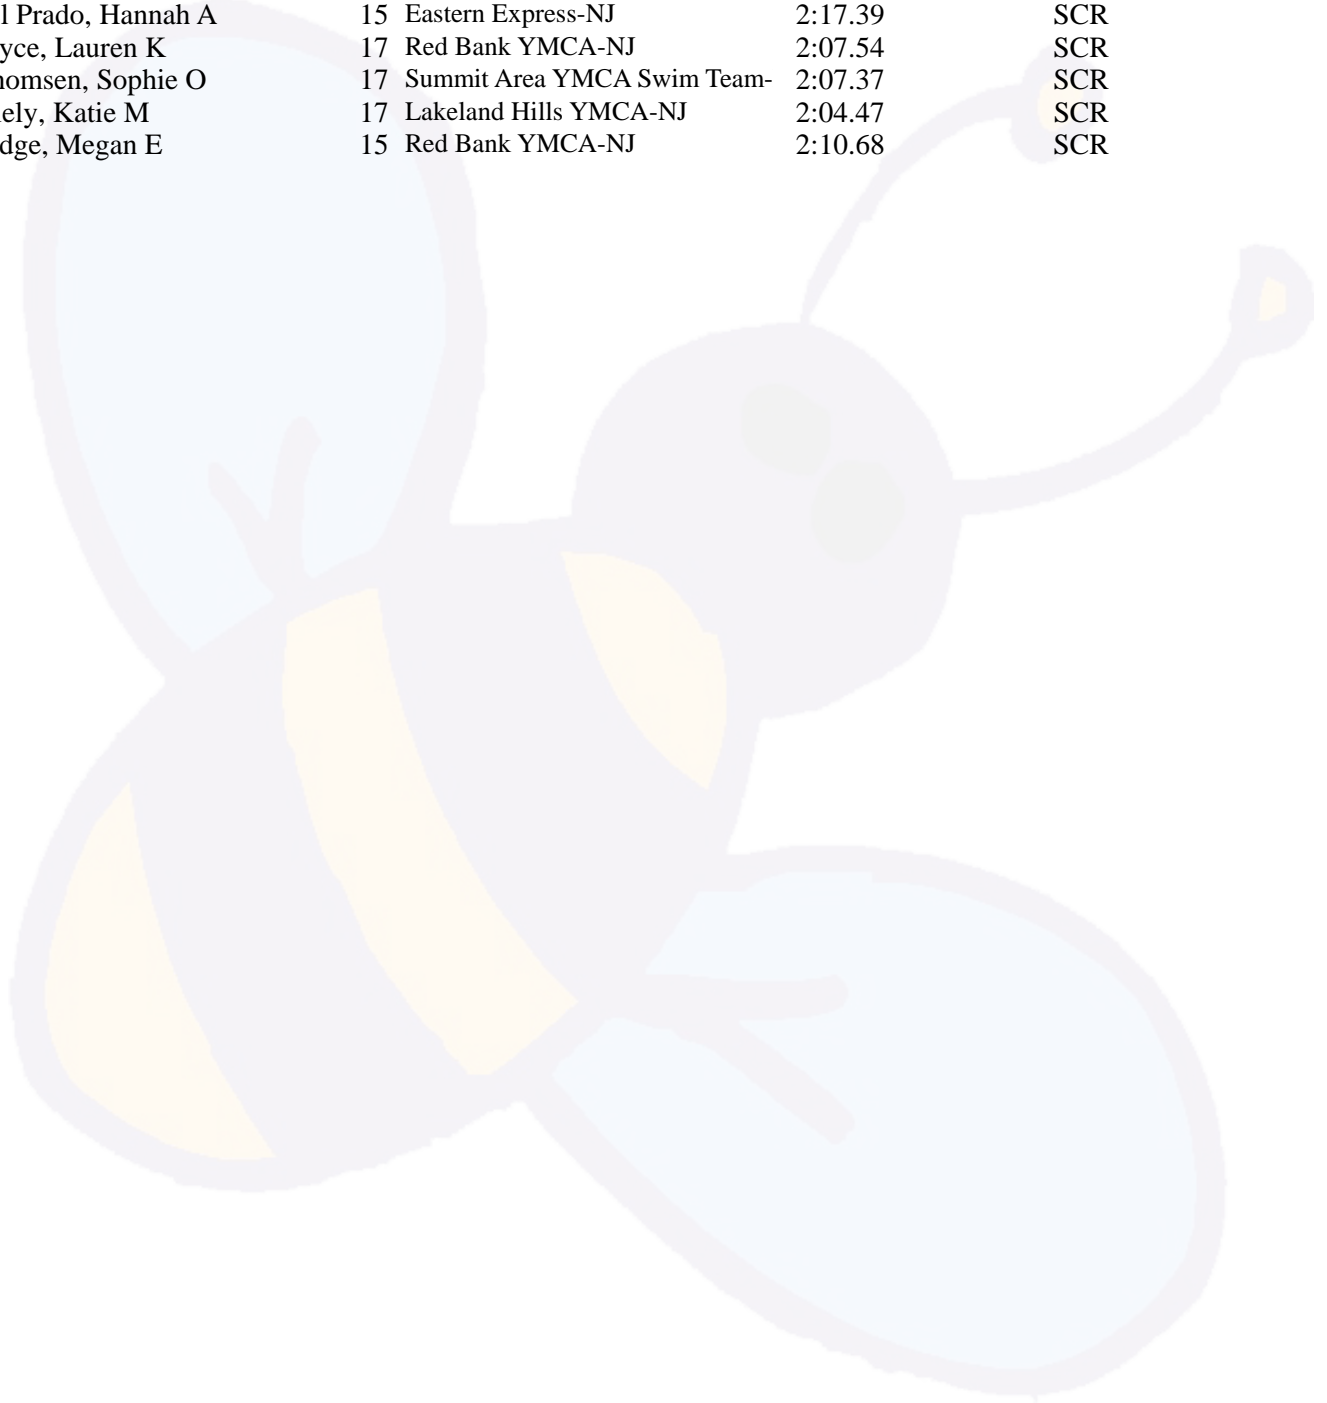 l Prado, Hannah A 15 Eastern Express-NJ 2:17.39 SCR
yce, Lauren K 17 Red Bank YMCA-NJ 2:07.54 SCR
omsen, Sophie O 17 Summit Area YMCA Swim Team- 2:07.37 SCR
ely, Katie M 17 Lakeland Hills YMCA-NJ 2:04.47 SCR
dge, Megan E 15 Red Bank YMCA-NJ 2:10.68 SCR